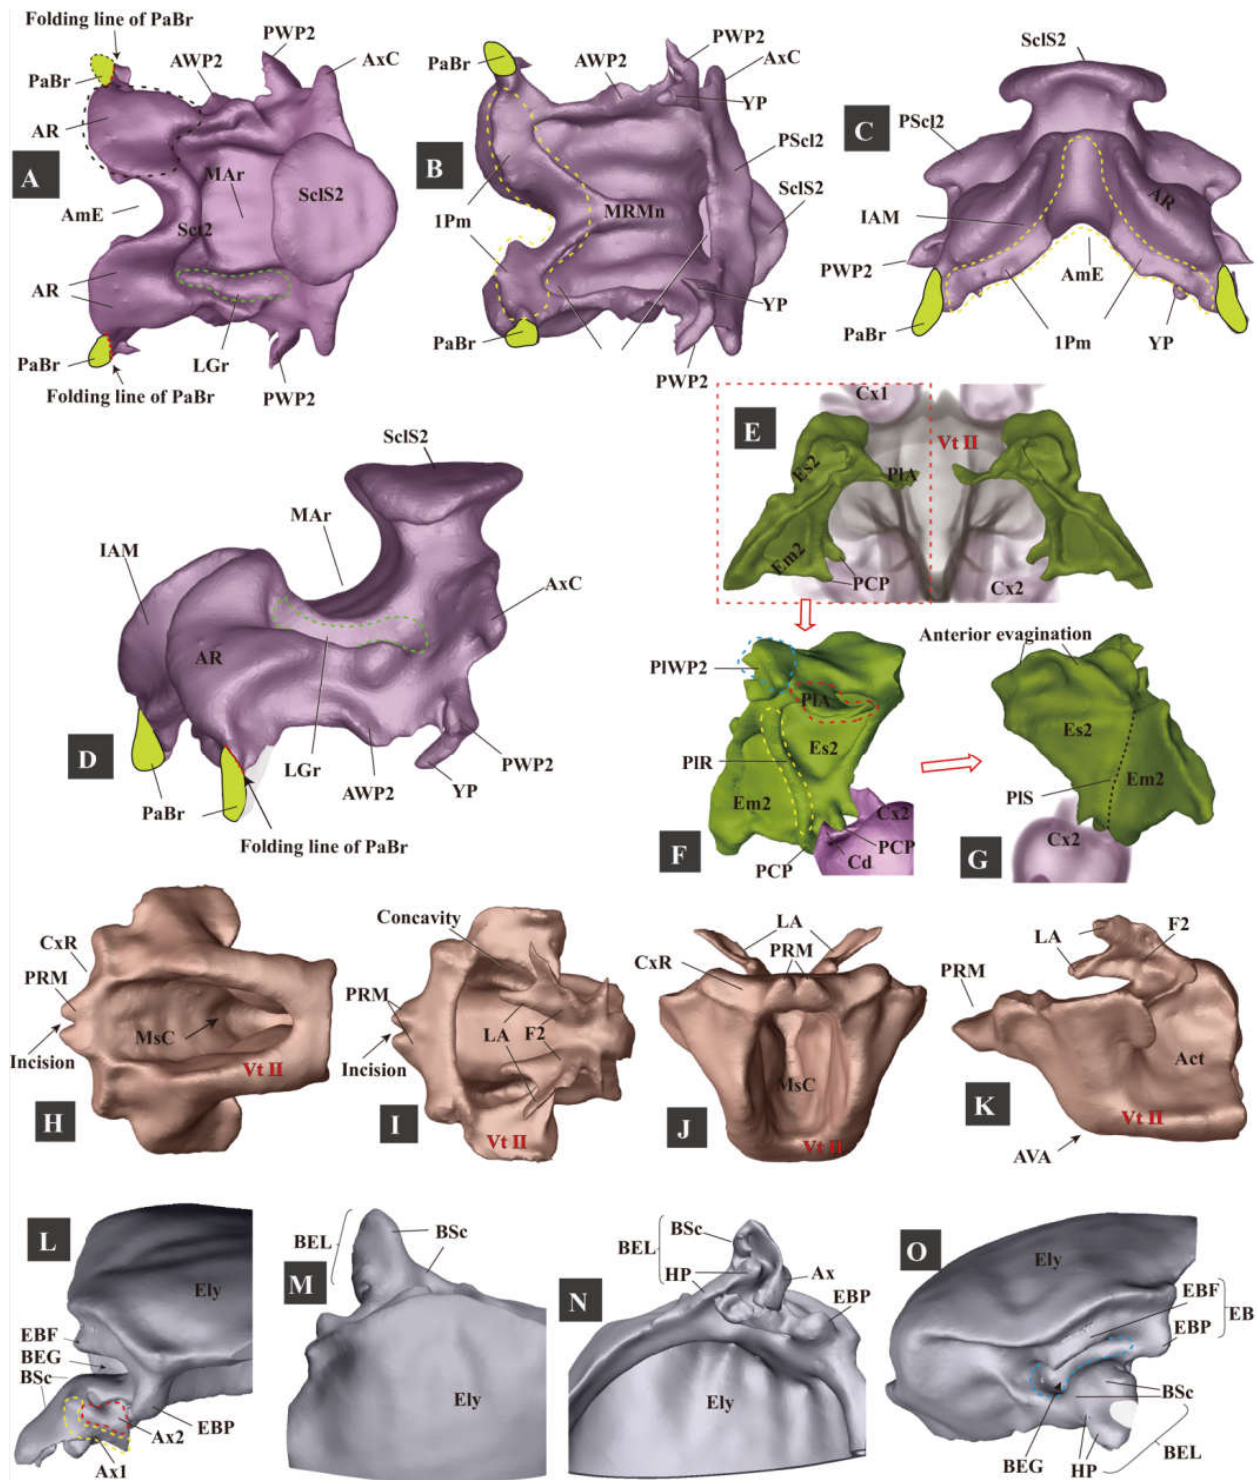 Folding line of PaBr
PWP2
AWP2
AxC
PaBr
AR
A
MAr
SclS2
AmE
Sct2
AR
PaBr
LGr
PWP2
Folding line of PaBr
PaBr
AWP2
PWP2
AxC
YP
B
PScl2
SclS2
1Pm
MRMn
YP
PaBr
PWP2
SclS2
C
PScl2
AR
IAM
PWP2
AmE
PaBr
1Pm
YP
SclS2
MAr
IAM
AxC
AR
D
LGr
AWP2
YP
PWP2
PaBr
Folding line of PaBr
Cx1
E
Vt II
Es2
PlA
Em2
PCP
Cx2
PlWP2
PlA
Es2
PlR
Em2
Cx2
F
PCP
PCP
Cd
Anterior evagination
Es2
PlS
Em2
Cx2
G
CxR
PRM
Incision
MsC
Vt II
H
Concavity
PRM
LA
F2
Incision
I
Vt II
LA
PRM
CxR
MsC
J
Vt II
LA
F2
PRM
Act
K
Vt II
AVA
L
Ely
EBF
BEG
BSc
EBP
Ax2
Ax1
BEL
BSc
M
Ely
BSc
BEL
HP
Ax
N
EBP
Ely
O
Ely
EBF
EB
EBP
BSc
BEG
HP
BEL